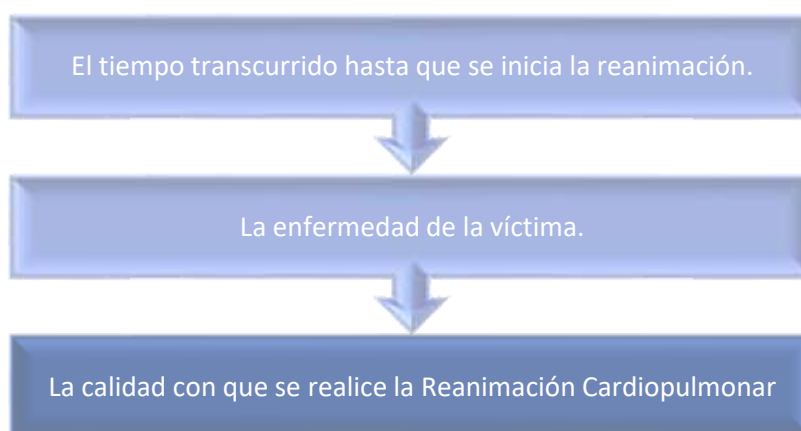 El tiempo transcurrido hasta que se inicia la reanimación.
La enfermedad de la víctima.
La calidad con que se realice la Reanimación Cardiopulmonar